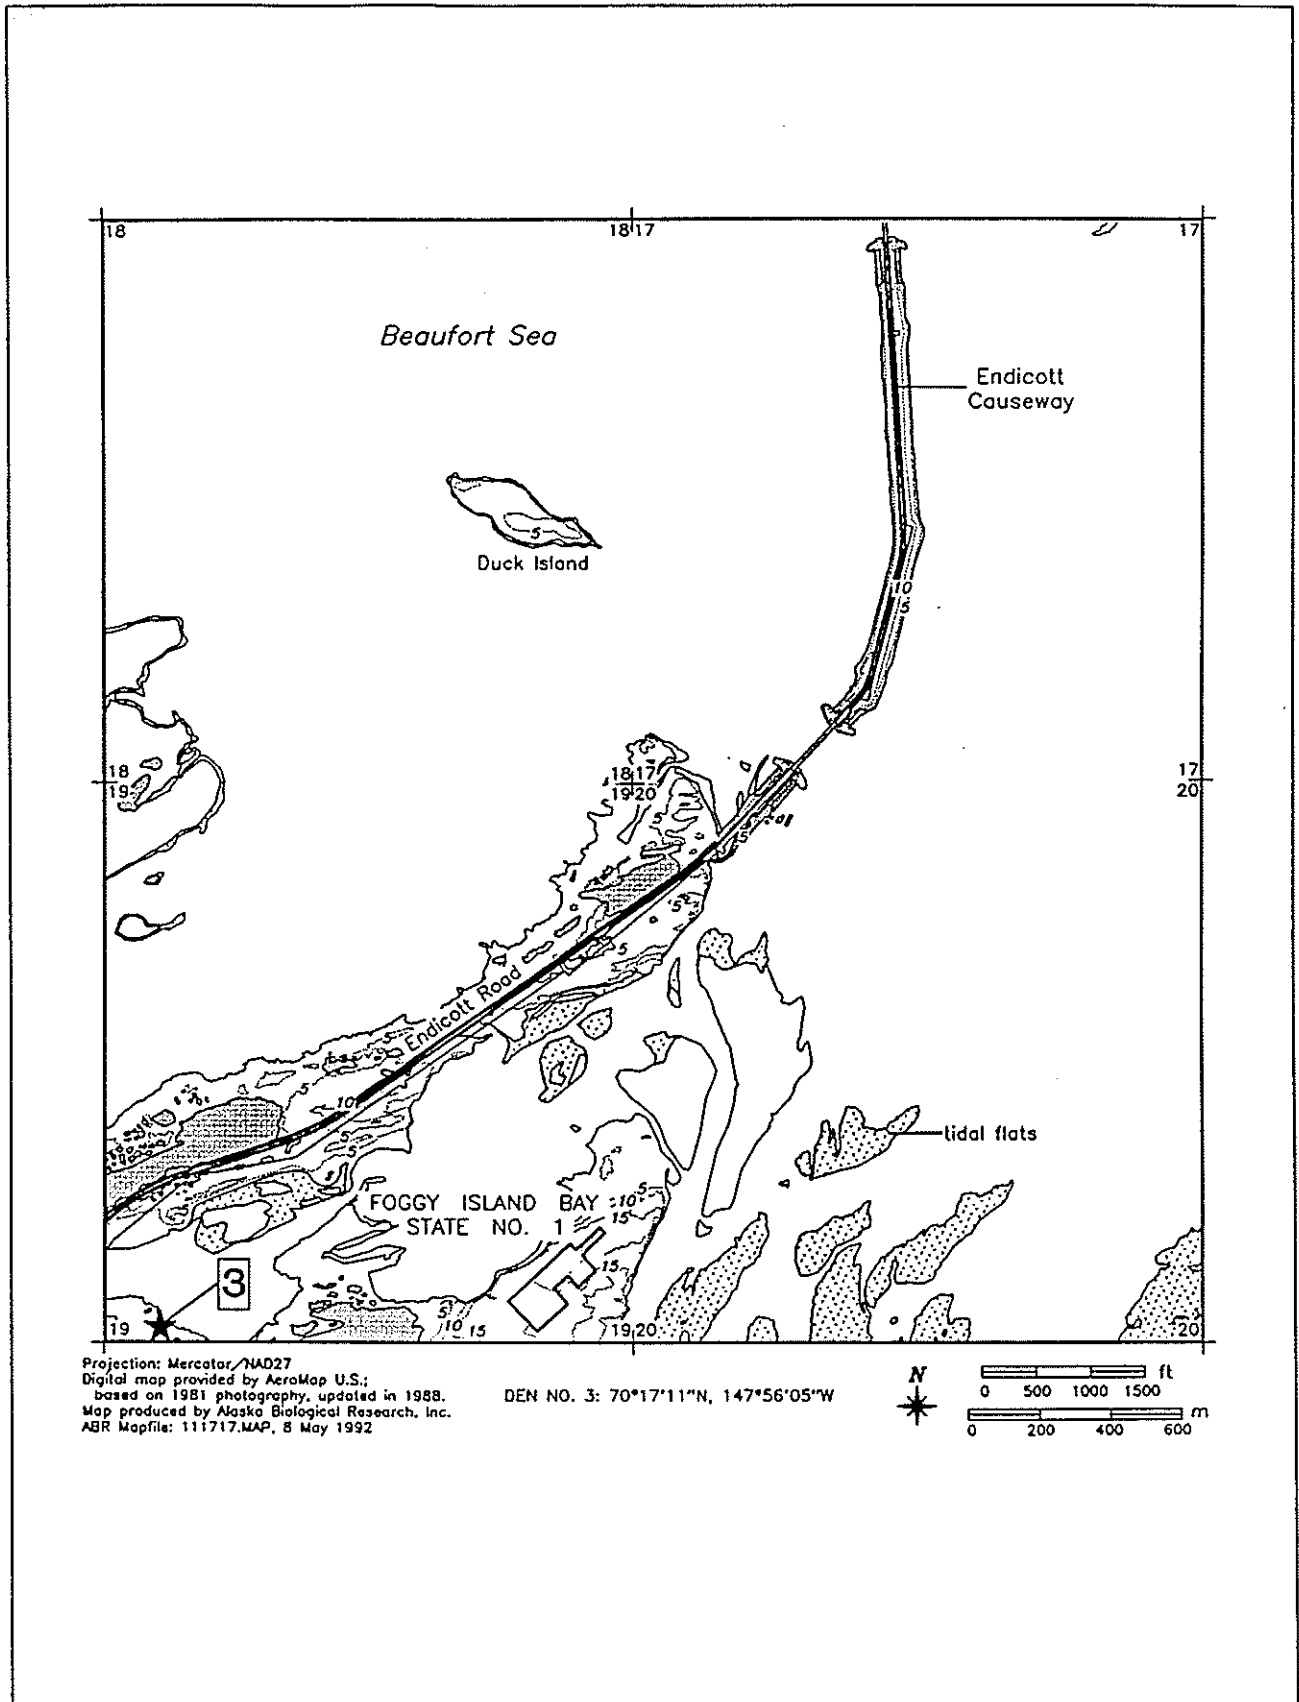 18
18 17
17
Beaufort Sea
Endicott
Causeway
5
Duck Island
10
5
18
19
18 17
19 20
17
20
5
5
5
5
Endicott Road
5
5
10
5
5
5
tidal flats
FOGGY ISLAND BAY
STATE NO. 1
5
10
15
15
3
19
5
10
15
19 20
20
Projection: Mercator/NAD27
Digital map provided by AeroMap U.S.;
based on 1981 photography, updated in 1988.
Map produced by Alaska Biological Research, Inc.
ABR Mapfile: 111717.MAP, 8 May 1992
DEN NO. 3: 70°17'11"N, 147°56'05"W
N
ft
0 500 1000 1500
m
0 200 400 600